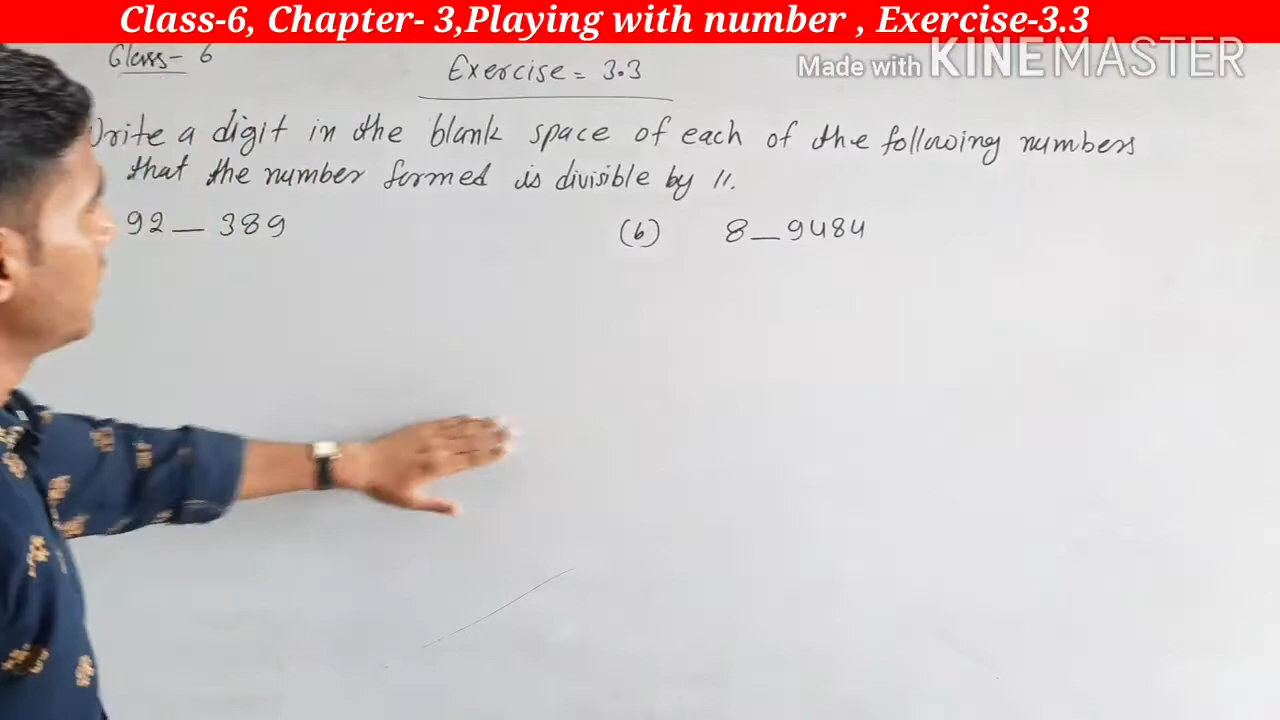 Class-6, Chapter- 3,Playing with number , Exercise-3.3
Made with KINEMASTER
Class- 6
Exercise = 3.3
Write a digit in the blank space of each of the following numbers
that the number formed is divisible by 11.
92 __ 389
(b) 8 __ 9484